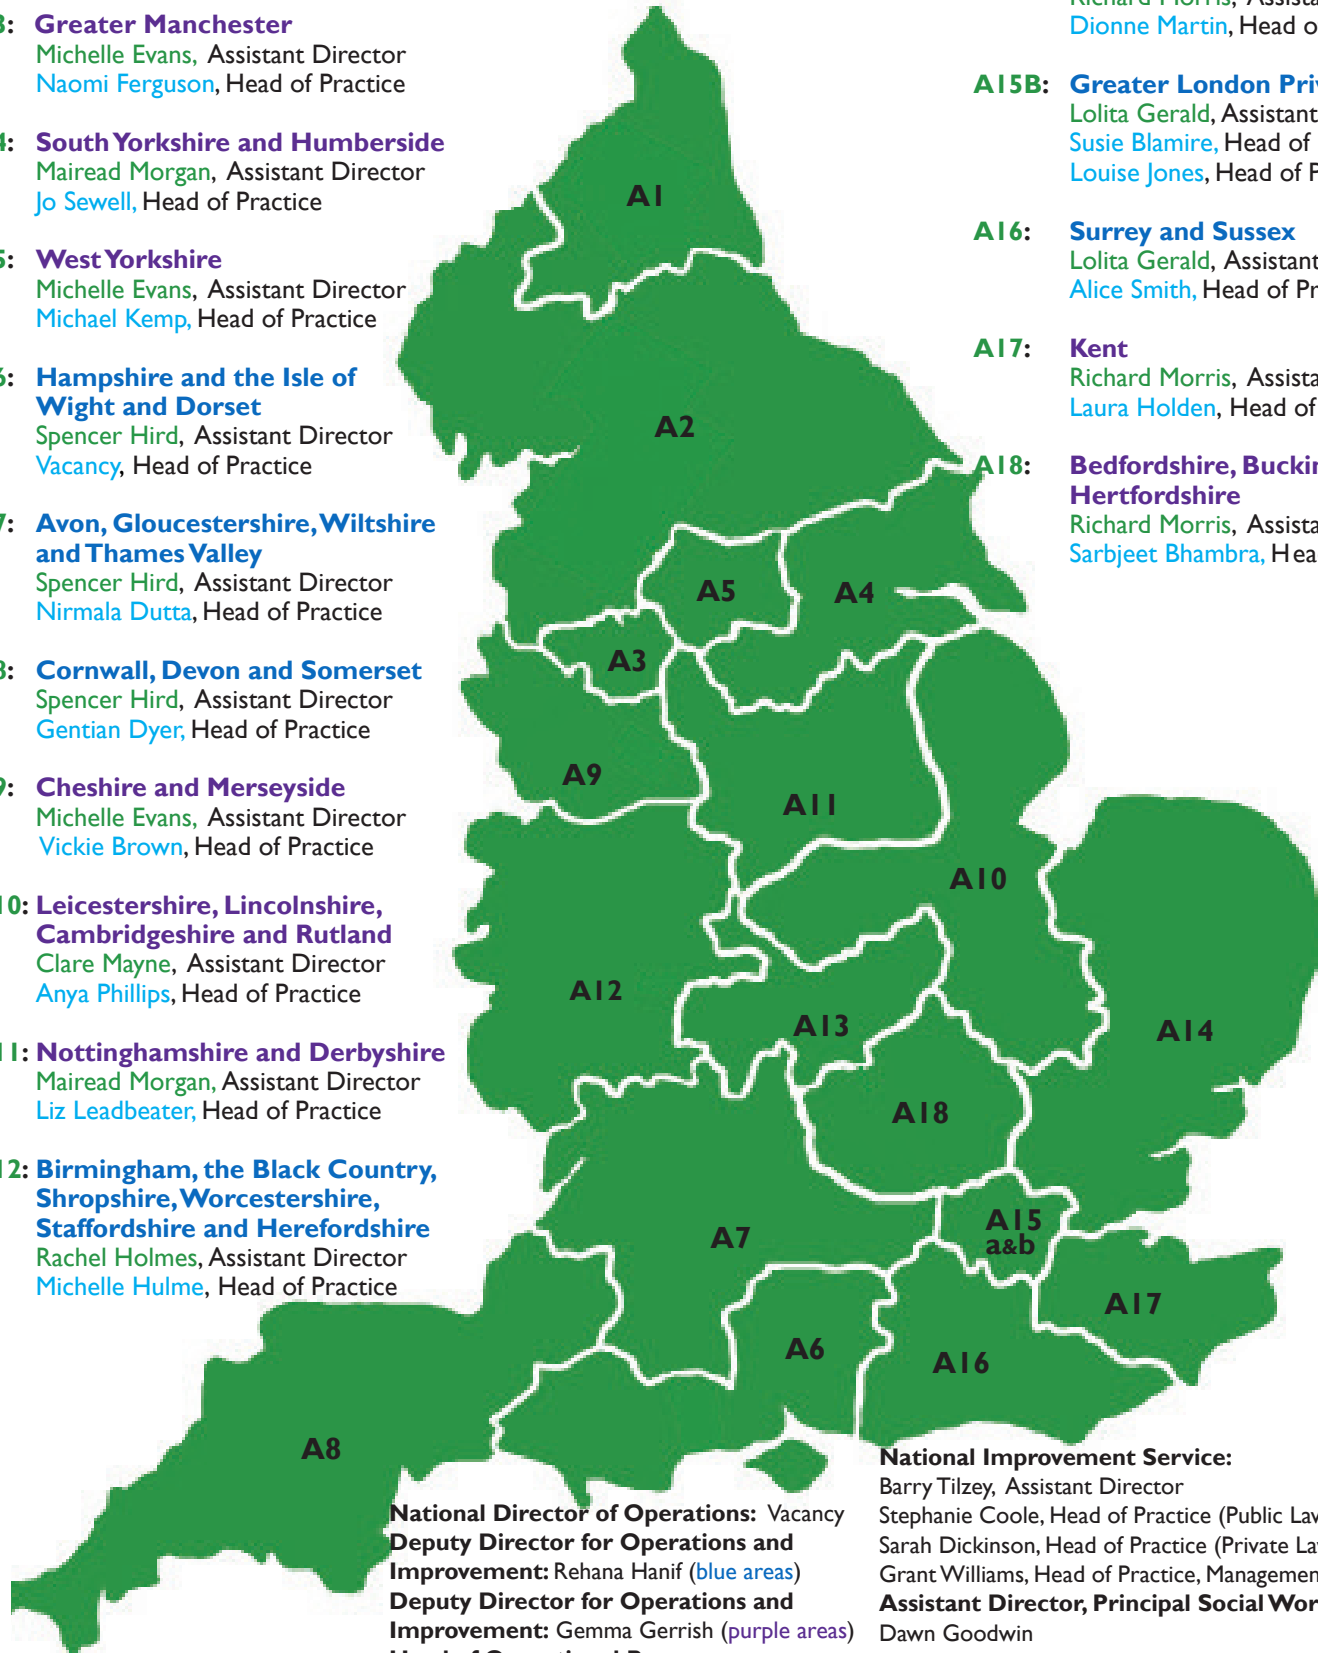 3: Greater Manchester
Michelle Evans, Assistant Director
Naomi Ferguson, Head of Practice
4: South Yorkshire and Humberside
Mairead Morgan, Assistant Director
Jo Sewell, Head of Practice
5: West Yorkshire
Michelle Evans, Assistant Director
Michael Kemp, Head of Practice
6: Hampshire and the Isle of
Wight and Dorset
Spencer Hird, Assistant Director
Vacancy, Head of Practice
7: Avon, Gloucestershire, Wiltshire
and Thames Valley
Spencer Hird, Assistant Director
Nirmala Dutta, Head of Practice
8: Cornwall, Devon and Somerset
Spencer Hird, Assistant Director
Gentian Dyer, Head of Practice
9: Cheshire and Merseyside
Michelle Evans, Assistant Director
Vickie Brown, Head of Practice
10: Leicestershire, Lincolnshire,
Cambridgeshire and Rutland
Clare Mayne, Assistant Director
Anya Phillips, Head of Practice
11: Nottinghamshire and Derbyshire
Mairead Morgan, Assistant Director
Liz Leadbeater, Head of Practice
12: Birmingham, the Black Country,
Shropshire, Worcestershire,
Staffordshire and Herefordshire
Rachel Holmes, Assistant Director
Michelle Hulme, Head of Practice
A1
A2
A5
A4
A3
A9
A11
A10
A12
A13
A14
A18
A15
a&b
A7
A17
A6
A16
A8
Richard Morris, Assista
Dionne Martin, Head o
A15B: Greater London Priv
Lolita Gerald, Assistant
Susie Blamire, Head of
Louise Jones, Head of P
A16: Surrey and Sussex
Lolita Gerald, Assistant
Alice Smith, Head of Pr
A17: Kent
Richard Morris, Assista
Laura Holden, Head of
A18: Bedfordshire, Buckin
Hertfordshire
Richard Morris, Assista
Sarbjeet Bhambra, Hea
National Director of Operations: Vacancy
Deputy Director for Operations and
Improvement: Rehana Hanif (blue areas)
Deputy Director for Operations and
Improvement: Gemma Gerrish (purple areas)
National Improvement Service:
Barry Tilzey, Assistant Director
Stephanie Coole, Head of Practice (Public Law
Sarah Dickinson, Head of Practice (Private La
Grant Williams, Head of Practice, Managemen
Assistant Director, Principal Social Wor
Dawn Goodwin